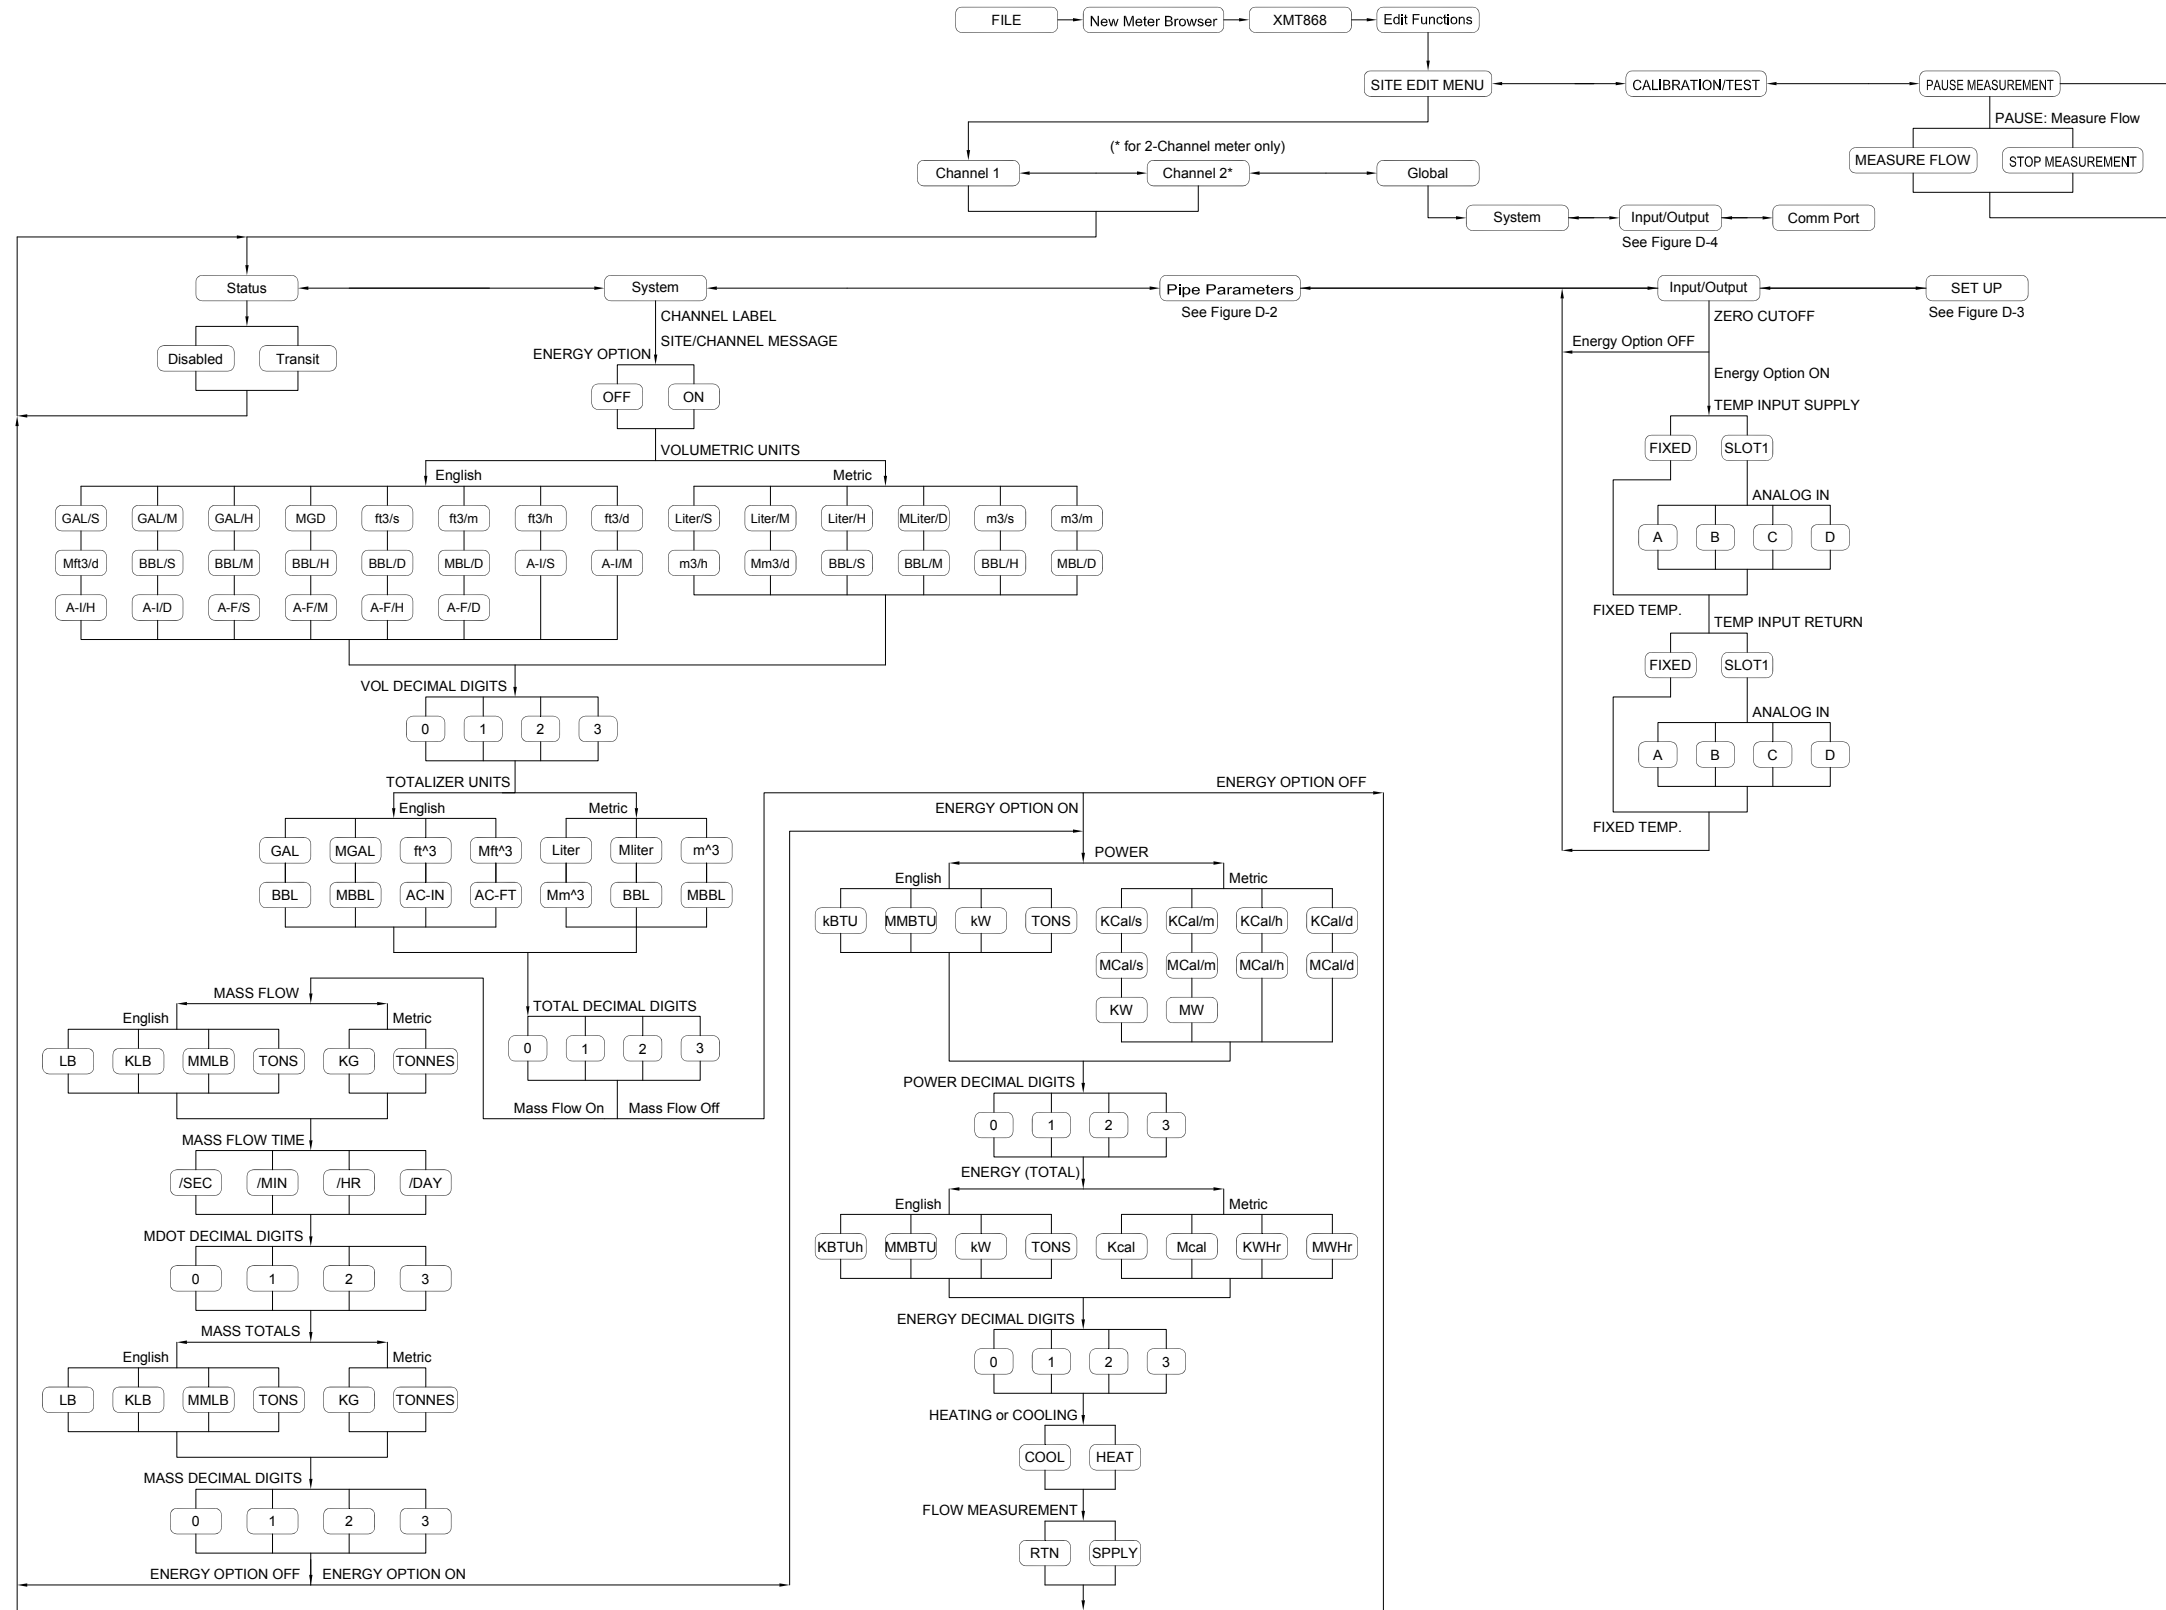 FILE
New Meter Browser
XMT868
Edit Functions
SITE EDIT MENU
CALIBRATION/TEST
PAUSE MEASUREMENT
PAUSE: Measure Flow
MEASURE FLOW
STOP MEASUREMENT
(* for 2-Channel meter only)
Channel 1
Channel 2*
Global
System
Input/Output
Comm Port
See Figure D-4
Status
System
Pipe Parameters
Input/Output
SET UP
See Figure D-2
See Figure D-3
Disabled
Transit
CHANNEL LABEL
SITE/CHANNEL MESSAGE
ENERGY OPTION
OFF
ON
VOLUMETRIC UNITS
English
Metric
GAL/S
GAL/M
GAL/H
MGD
ft3/s
ft3/m
ft3/h
ft3/d
Liter/S
Liter/M
Liter/H
MLiter/D
m3/s
m3/m
Mft3/d
BBL/S
BBL/M
BBL/H
BBL/D
MBL/D
A-I/S
A-I/M
m3/h
Mm3/d
BBL/S
BBL/M
BBL/H
MBL/D
A-I/H
A-I/D
A-F/S
A-F/M
A-F/H
A-F/D
ZERO CUTOFF
Energy Option OFF
Energy Option ON
TEMP INPUT SUPPLY
FIXED
SLOT1
ANALOG IN
A
B
C
D
FIXED TEMP.
TEMP INPUT RETURN
FIXED
SLOT1
ANALOG IN
A
B
C
D
FIXED TEMP.
VOL DECIMAL DIGITS
0
1
2
3
TOTALIZER UNITS
English
Metric
GAL
MGAL
ft^3
Mft^3
Liter
Mliter
m^3
BBL
MBBL
AC-IN
AC-FT
Mm^3
BBL
MBBL
TOTAL DECIMAL DIGITS
0
1
2
3
Mass Flow On
Mass Flow Off
MASS FLOW
English
Metric
LB
KLB
MMLB
TONS
KG
TONNES
MASS FLOW TIME
/SEC
/MIN
/HR
/DAY
MDOT DECIMAL DIGITS
0
1
2
3
MASS TOTALS
English
Metric
LB
KLB
MMLB
TONS
KG
TONNES
MASS DECIMAL DIGITS
0
1
2
3
ENERGY OPTION OFF
ENERGY OPTION ON
ENERGY OPTION OFF
ENERGY OPTION ON
POWER
English
Metric
kBTU
MMBTU
kW
TONS
KCal/s
KCal/m
KCal/h
KCal/d
MCal/s
MCal/m
MCal/h
MCal/d
KW
MW
POWER DECIMAL DIGITS
0
1
2
3
ENERGY (TOTAL)
English
Metric
KBTUh
MMBTU
kW
TONS
Kcal
Mcal
KWHr
MWHr
ENERGY DECIMAL DIGITS
0
1
2
3
HEATING or COOLING
COOL
HEAT
FLOW MEASUREMENT
RTN
SPPLY